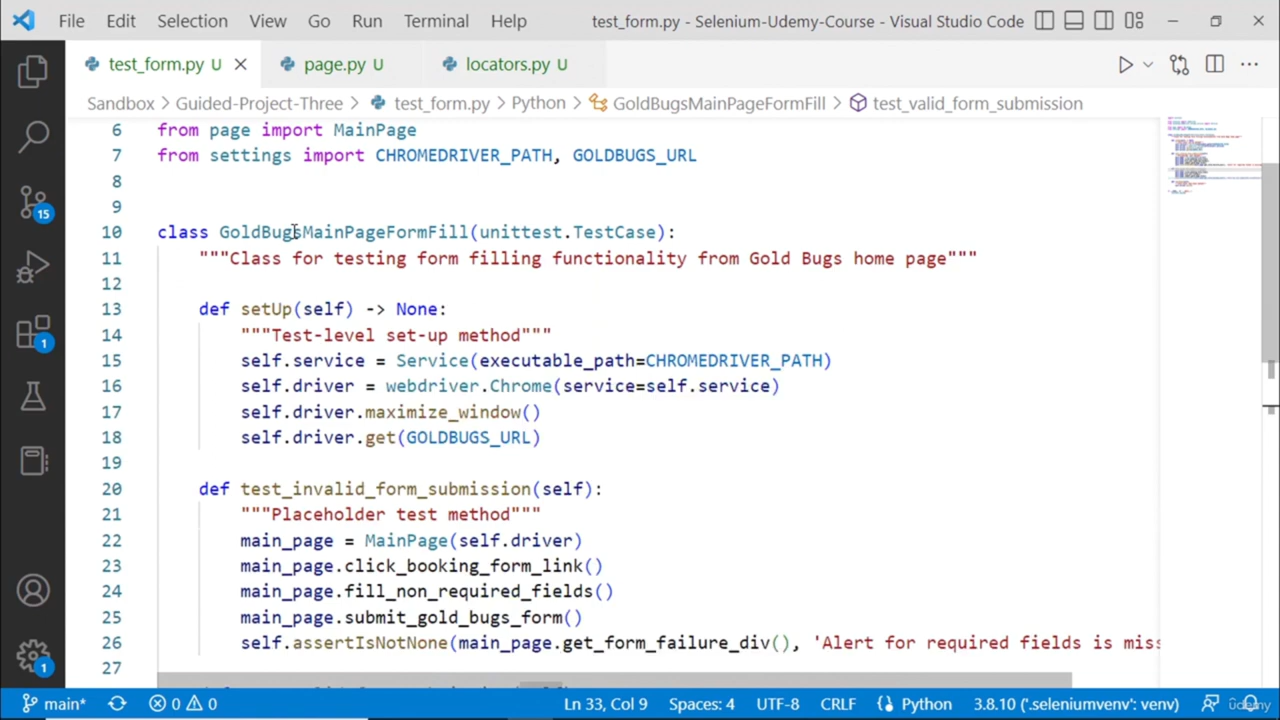 File Edit Selection View Go Run Terminal Help test_form.py - Selenium-Udemy-Course - Visual Studio Code
test_form.py U page.py U locators.py U
Sandbox > Guided-Project-Three > test_form.py > Python > GoldBugsMainPageFormFill > test_valid_form_submission
6 from page import MainPage
7 from settings import CHROMEDRIVER_PATH, GOLDBUGS_URL
8
9
10 class GoldBugsMainPageFormFill(unittest.TestCase):
11 """Class for testing form filling functionality from Gold Bugs home page"""
12
13 def setUp(self) -> None:
14 """Test-level set-up method"""
15 self.service = Service(executable_path=CHROMEDRIVER_PATH)
16 self.driver = webdriver.Chrome(service=self.service)
17 self.driver.maximize_window()
18 self.driver.get(GOLDBUGS_URL)
19
20 def test_invalid_form_submission(self):
21 """Placeholder test method"""
22 main_page = MainPage(self.driver)
23 main_page.click_booking_form_link()
24 main_page.fill_non_required_fields()
25 main_page.submit_gold_bugs_form()
26 self.assertIsNotNone(main_page.get_form_failure_div(), 'Alert for required fields is miss
27
15
1
1
main* 0 0 Ln 33, Col 9 Spaces: 4 UTF-8 CRLF Python 3.8.10 ('.seleniumvenv': venv)
udemy